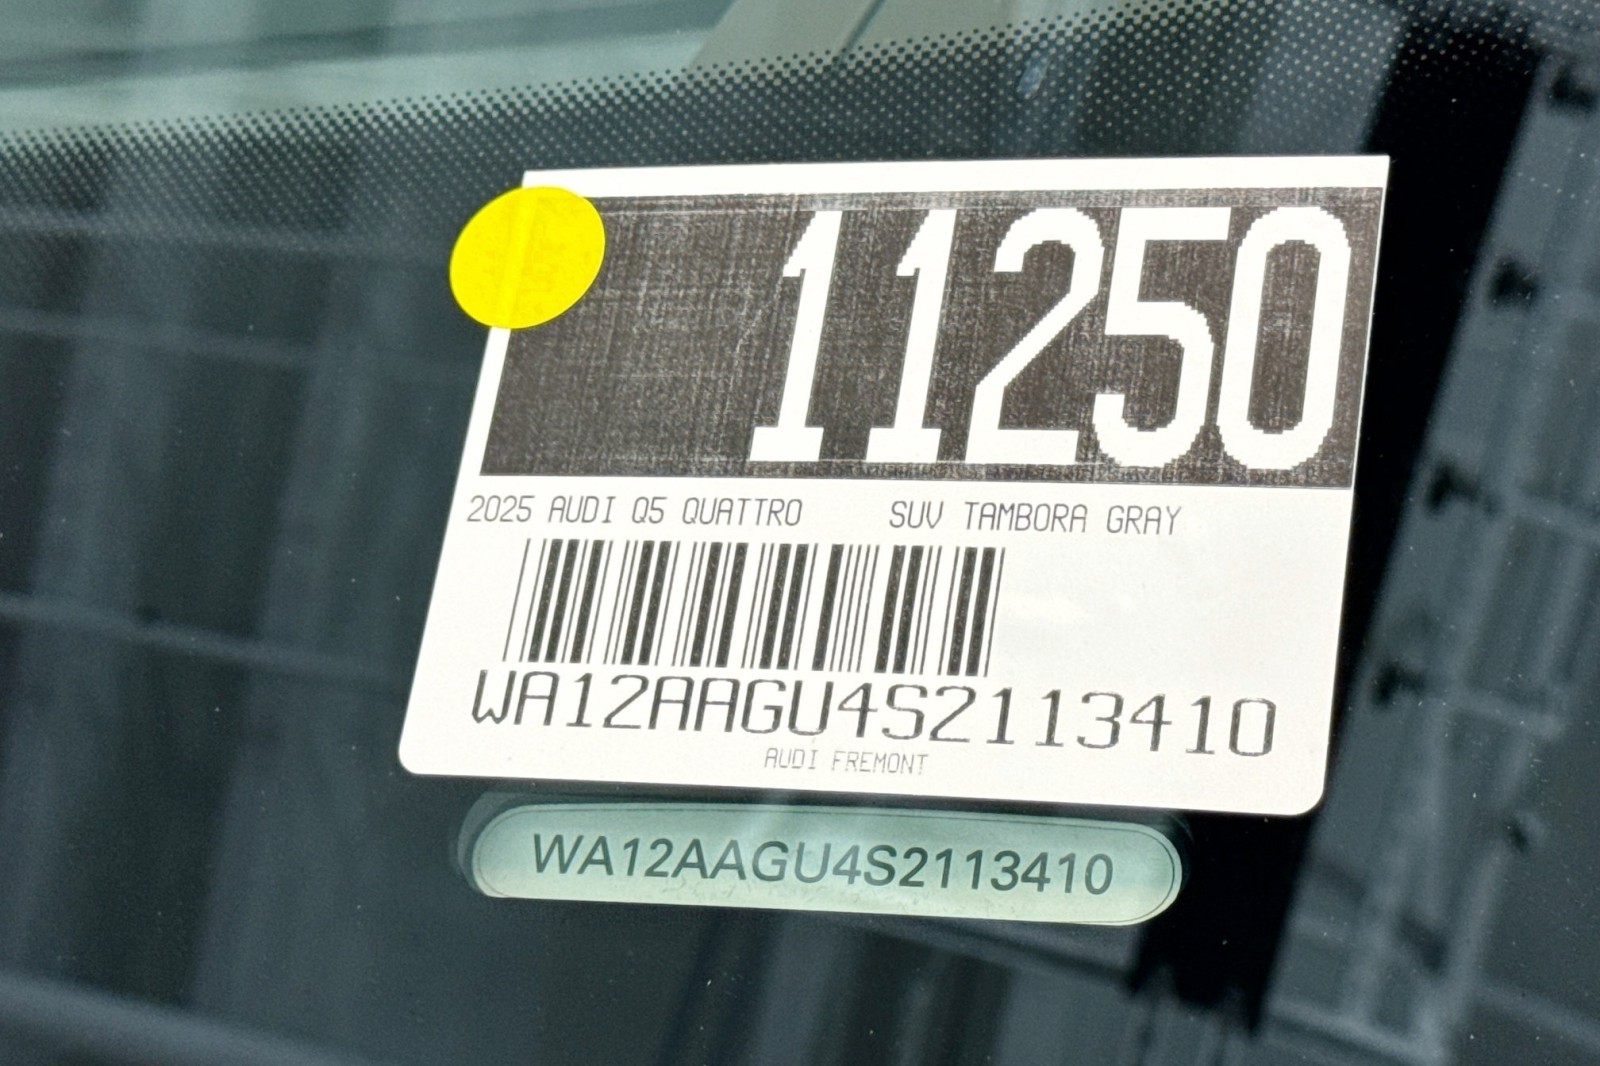 11250
2025 AUDI Q5 QUATTRO SUV TAMBORA GRAY
WA12AAGU4S2113410
AUDI FREMONT
WA12AAGU4S2113410